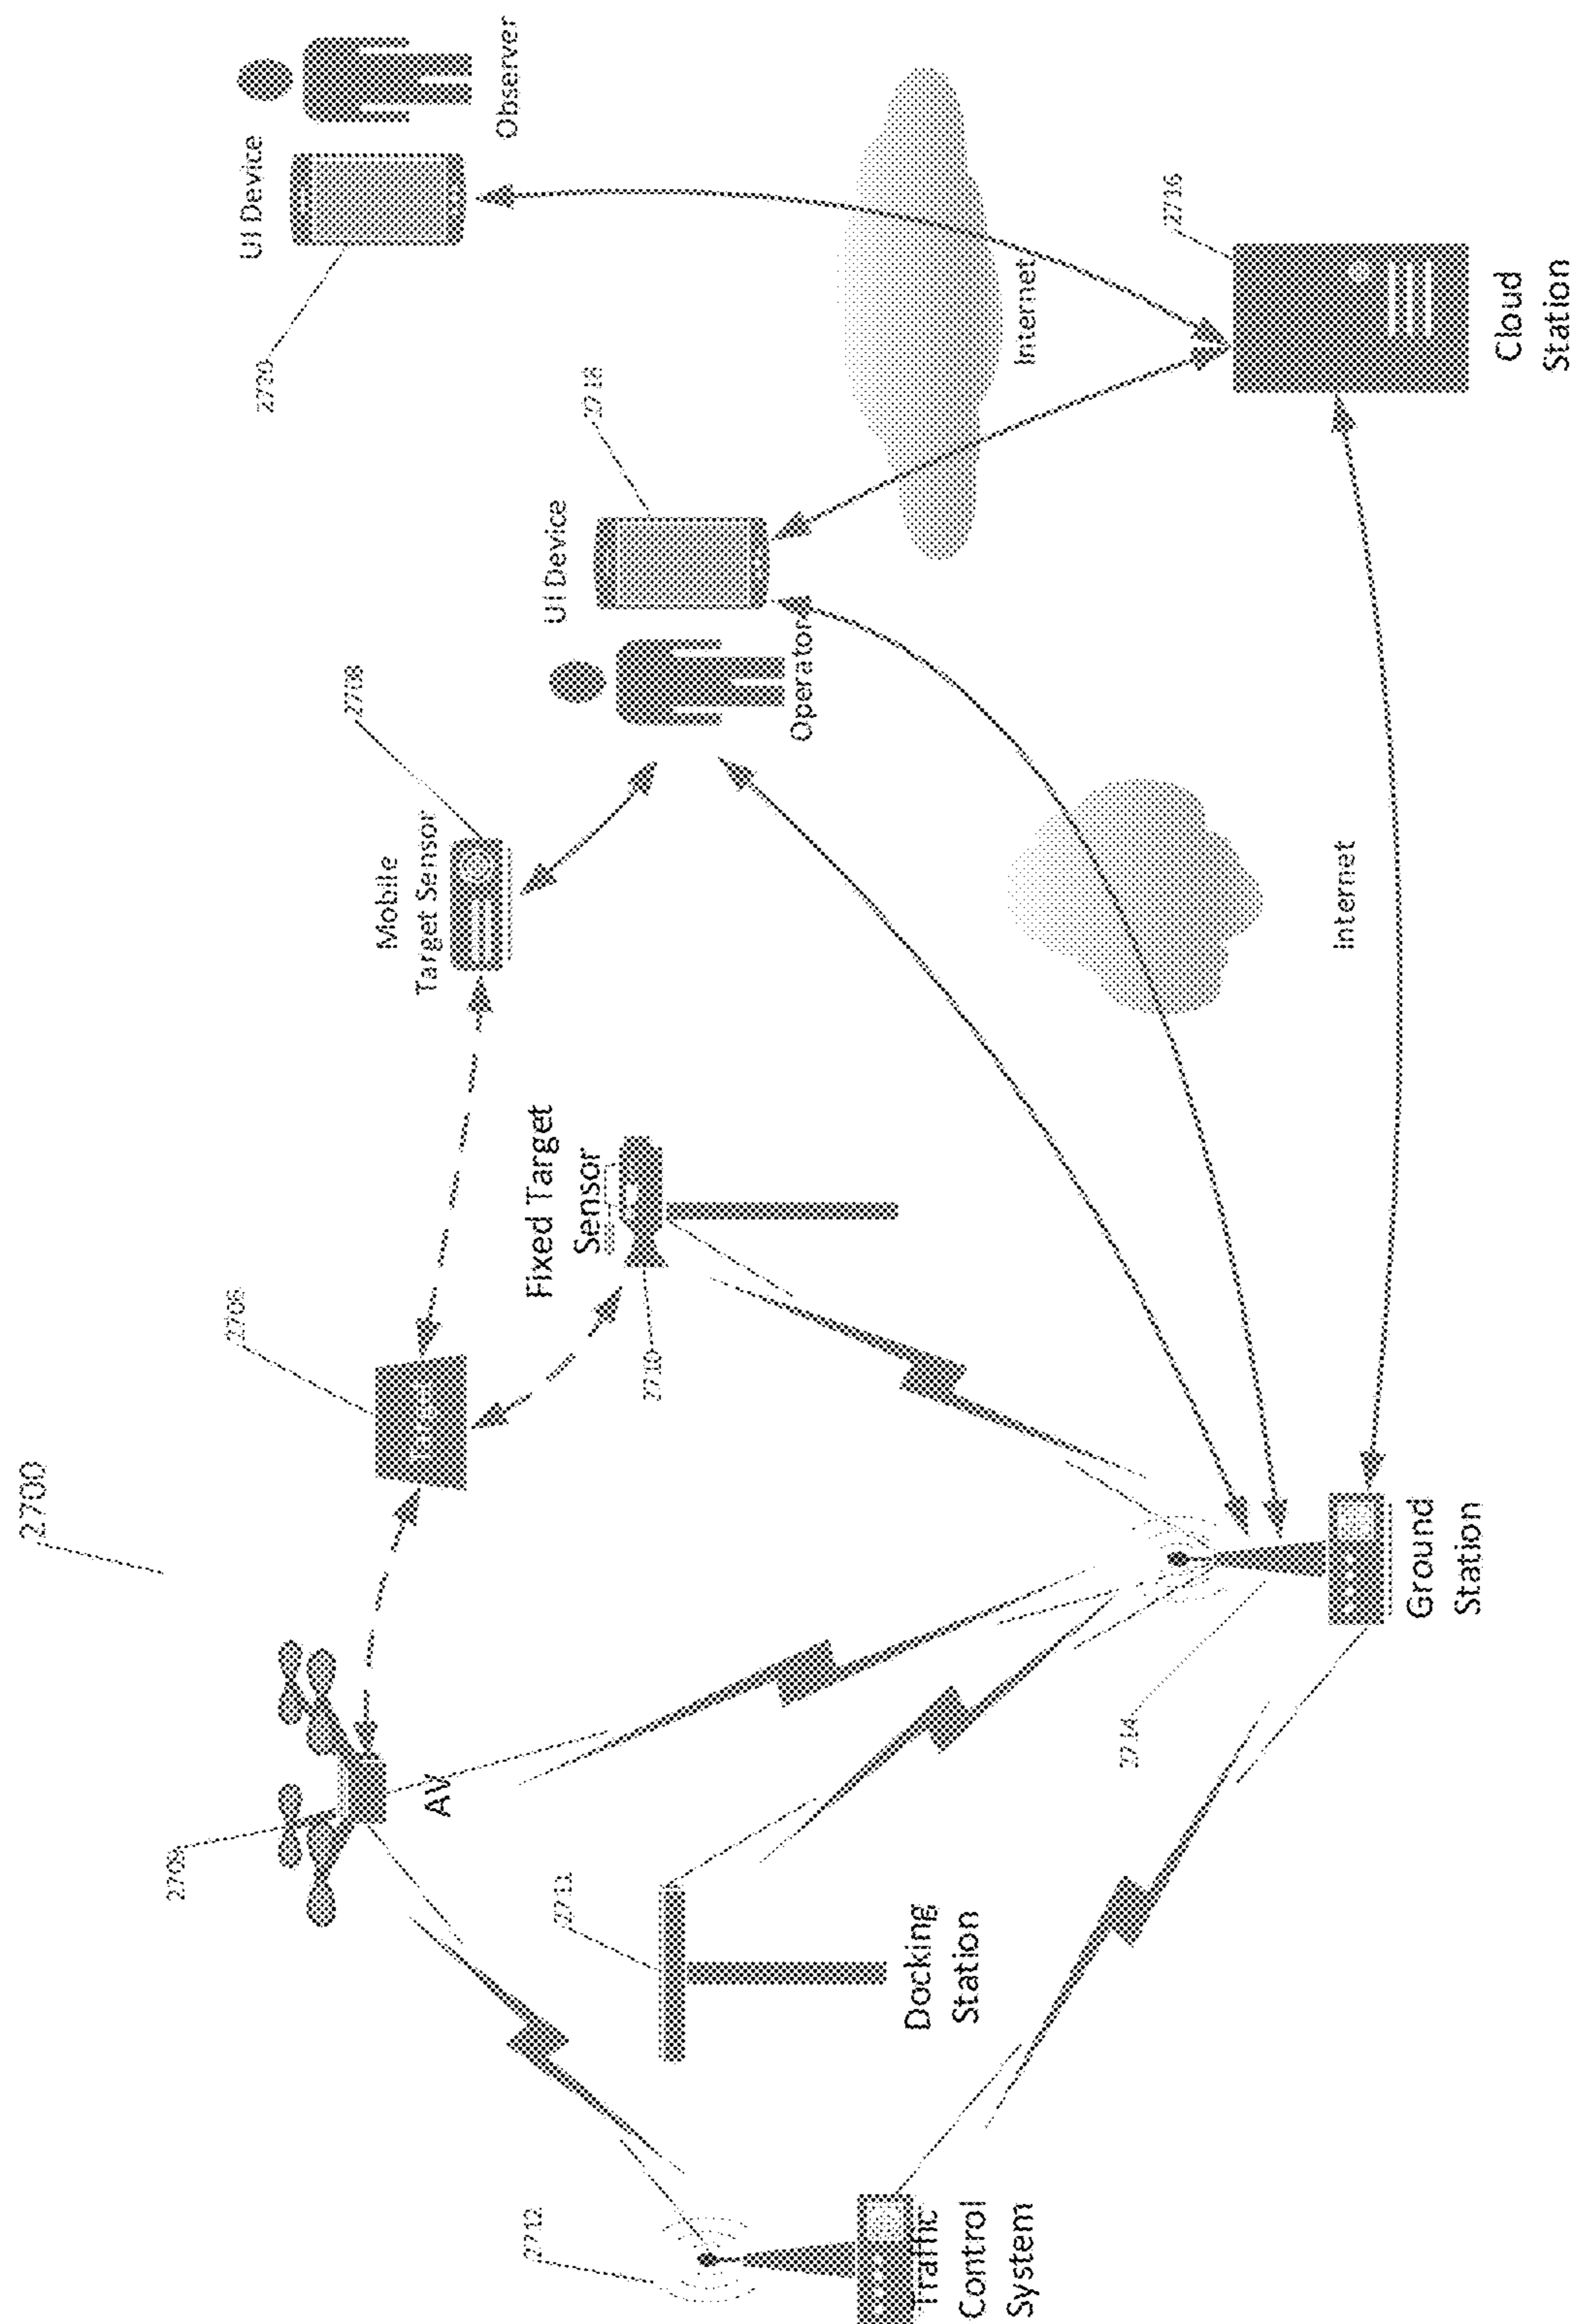 2700
2709
AV
2706
2708
Mobile
Target Sensor
UI Device
Observer
2720
2718
UI Device
Operator
Fixed Target
Sensor
2710
2711
Docking
Station
2712
Traffic
Control
System
2714
Ground
Station
Internet
Internet
2716
Cloud
Station